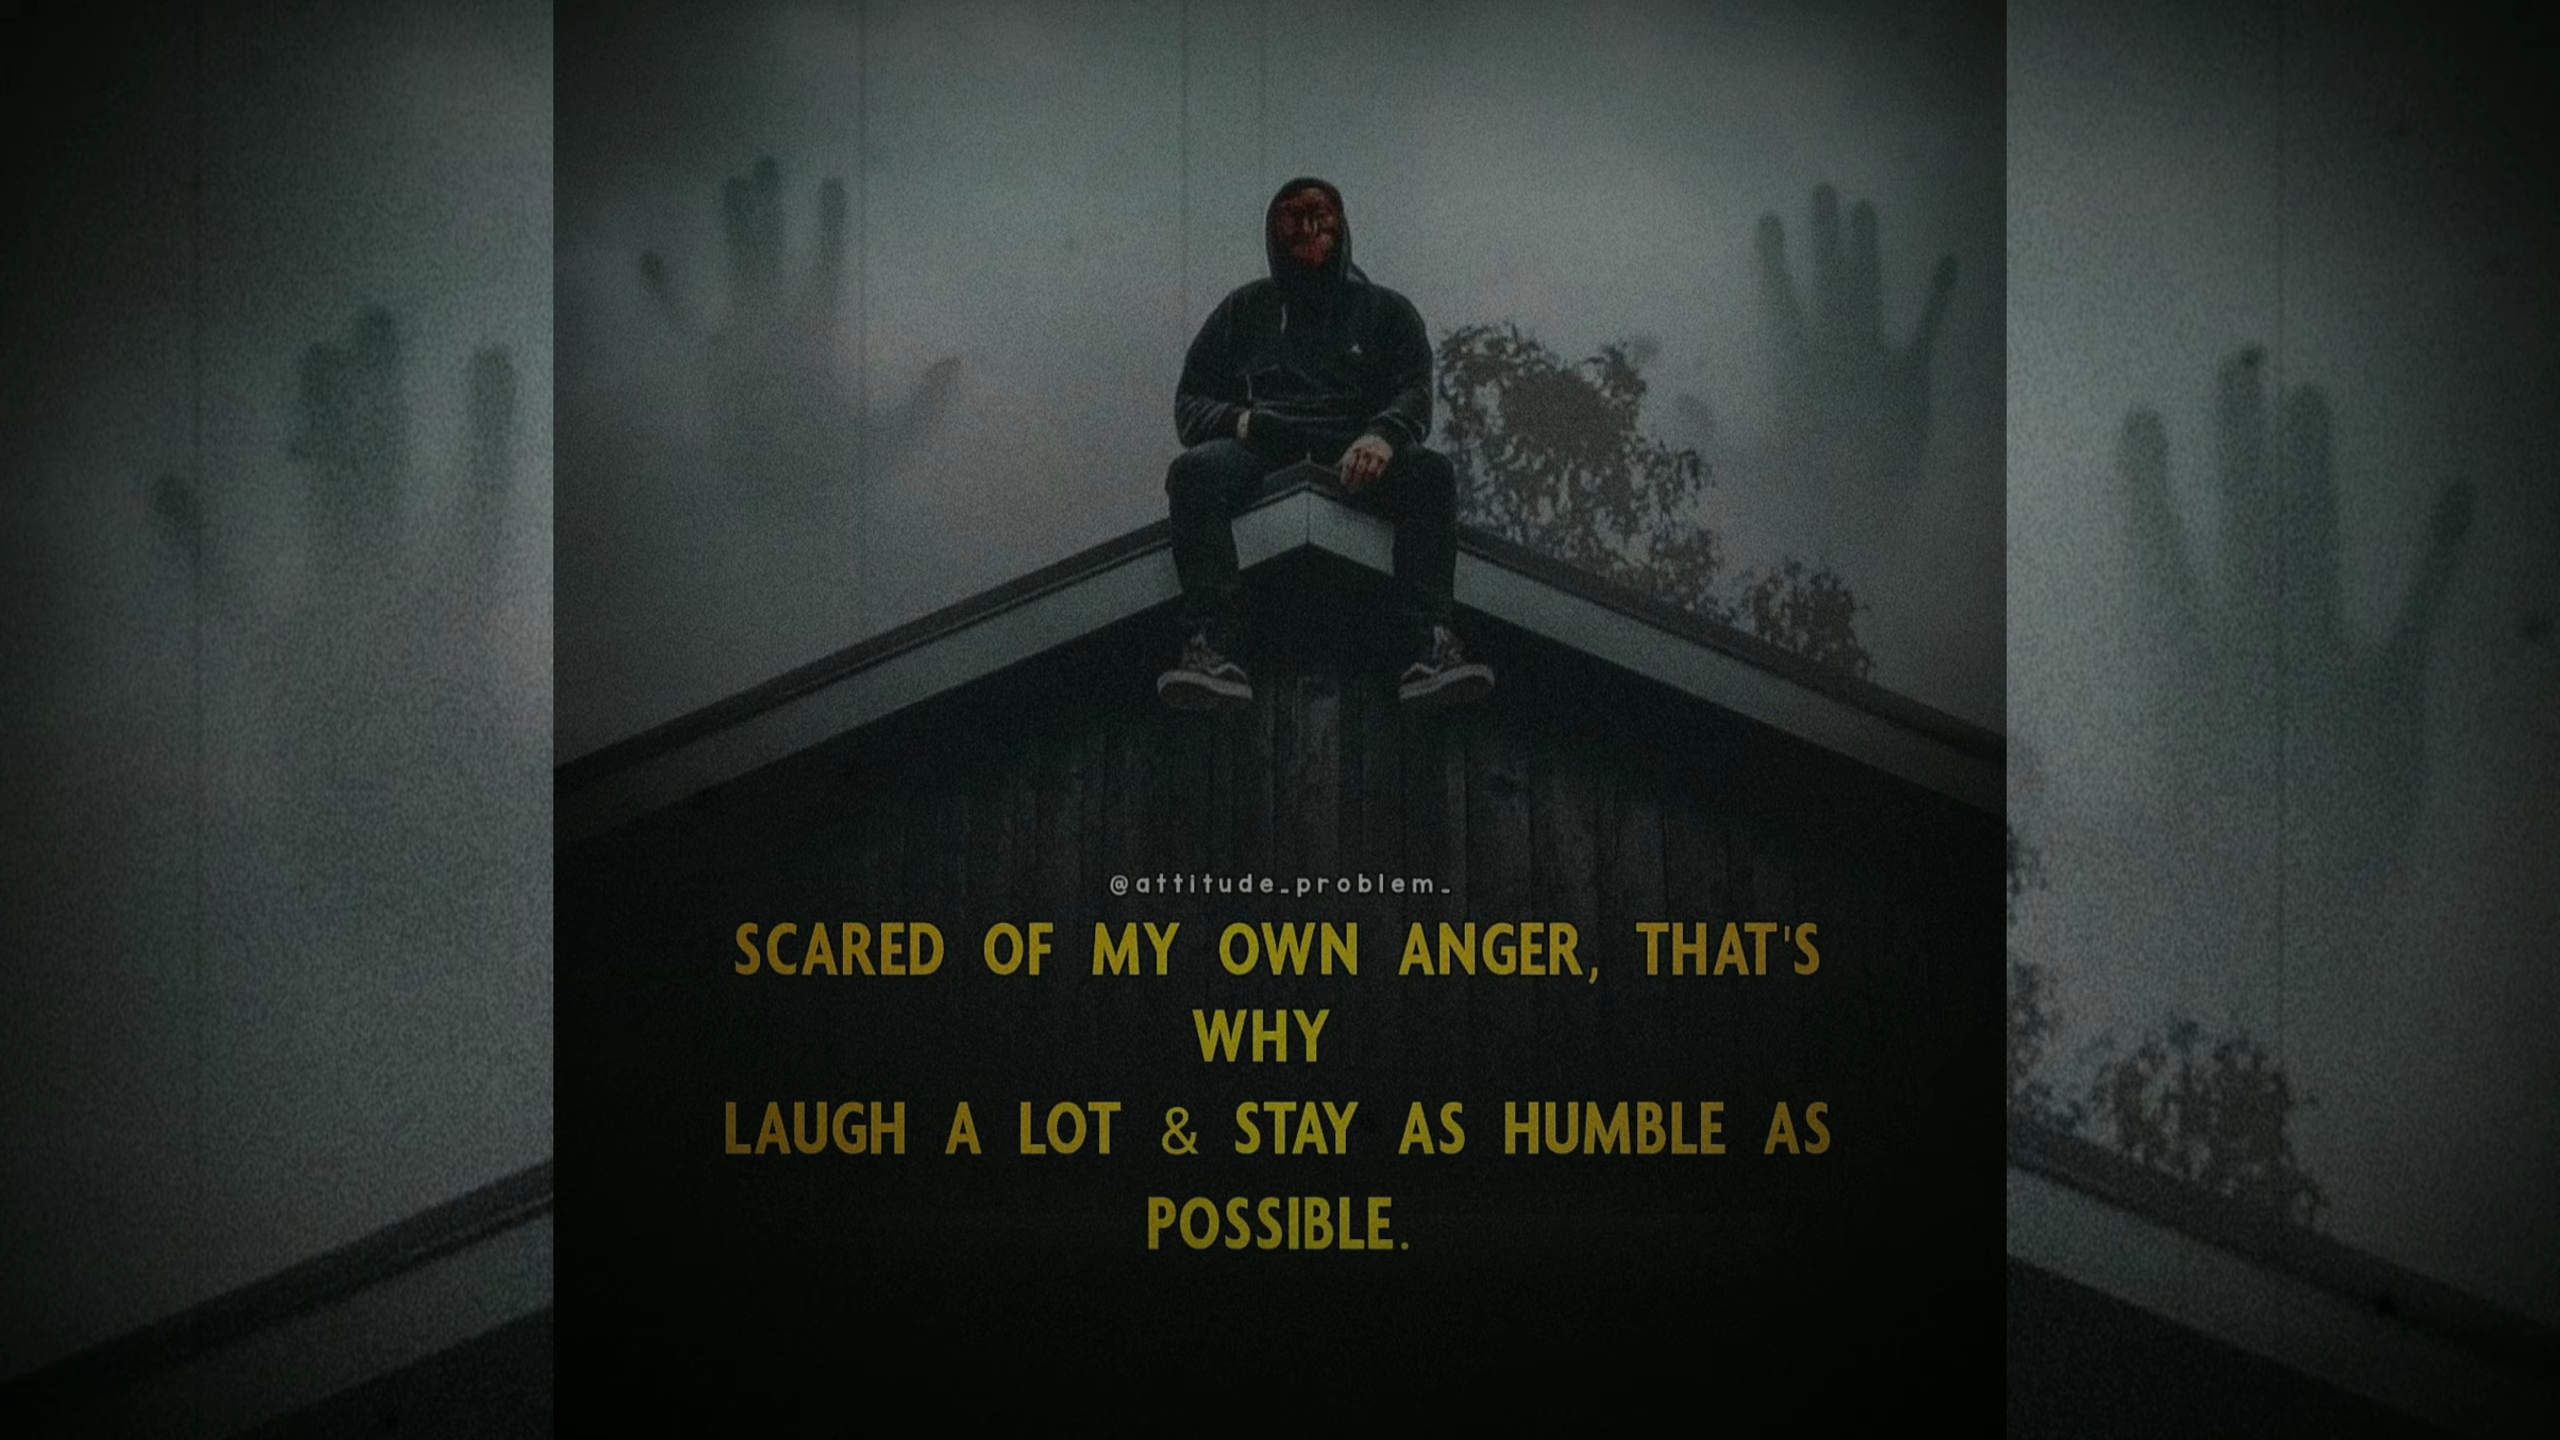 @attitude_problem_
SCARED OF MY OWN ANGER, THAT'S
WHY
LAUGH A LOT & STAY AS HUMBLE AS
POSSIBLE.